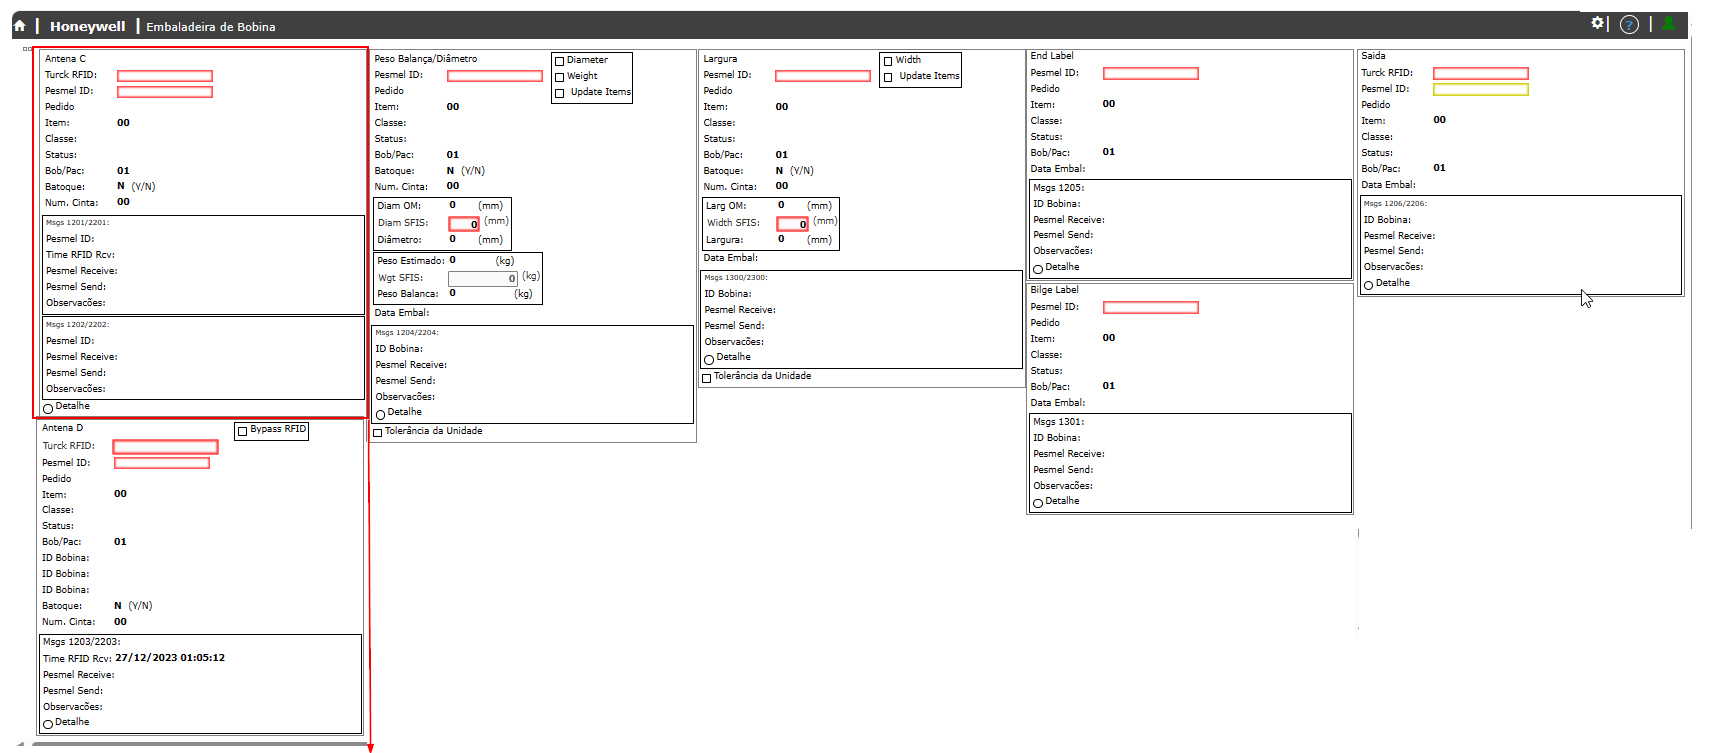 Honeywell | Embaladeira de Bobina
Antena C
Turck RFID:
Pesmel ID:
Pedido
Item: 00
Classe:
Status:
Bob/Pac: 01
Batoque: N (Y/N)
Num. Cinta: 00
Msgs 1201/2201:
Pesmel ID:
Time RFID Rcv:
Pesmel Receive:
Pesmel Send:
Observacões:
Msgs 1202/2202:
Pesmel ID:
Pesmel Receive:
Pesmel Send:
Observacões:
Detalhe
Antena D
Bypass RFID
Turck RFID:
Pesmel ID:
Pedido
Item: 00
Classe:
Status:
Bob/Pac: 01
ID Bobina:
ID Bobina:
ID Bobina:
Batoque: N (Y/N)
Num. Cinta: 00
Msgs 1203/2203:
Time RFID Rcv: 27/12/2023 01:05:12
Pesmel Receive:
Pesmel Send:
Observacões:
Detalhe
Peso Balança/Diâmetro
Diameter
Weight
Update Items
Pesmel ID:
Pedido
Item: 00
Classe:
Status:
Bob/Pac: 01
Batoque: N (Y/N)
Num. Cinta: 00
Diam OM: 0 (mm)
Diam SFIS: 0 (mm)
Diâmetro: 0 (mm)
Peso Estimado: 0 (kg)
Wgt SFIS: 0 (kg)
Peso Balanca: 0 (kg)
Data Embal:
Msgs 1204/2204:
ID Bobina:
Pesmel Receive:
Pesmel Send:
Observacões:
Detalhe
Tolerância da Unidade
Largura
Width
Update Items
Pesmel ID:
Pedido
Item: 00
Classe:
Status:
Bob/Pac: 01
Batoque: N (Y/N)
Num. Cinta: 00
Larg OM: 0 (mm)
Width SFIS: 0 (mm)
Largura: 0 (mm)
Data Embal:
Msgs 1300/2300:
ID Bobina:
Pesmel Receive:
Pesmel Send:
Observacões:
Detalhe
Tolerância da Unidade
End Label
Pesmel ID:
Pedido
Item: 00
Classe:
Status:
Bob/Pac: 01
Data Embal:
Msgs 1205:
ID Bobina:
Pesmel Receive:
Pesmel Send:
Observacões:
Detalhe
Bilge Label
Pesmel ID:
Pedido
Item: 00
Classe:
Status:
Bob/Pac: 01
Data Embal:
Msgs 1301:
ID Bobina:
Pesmel Receive:
Pesmel Send:
Observacões:
Detalhe
Saida
Turck RFID:
Pesmel ID:
Pedido
Item: 00
Classe:
Status:
Bob/Pac: 01
Data Embal:
Msgs 1206/2206:
ID Bobina:
Pesmel Receive:
Pesmel Send:
Observacões:
Detalhe